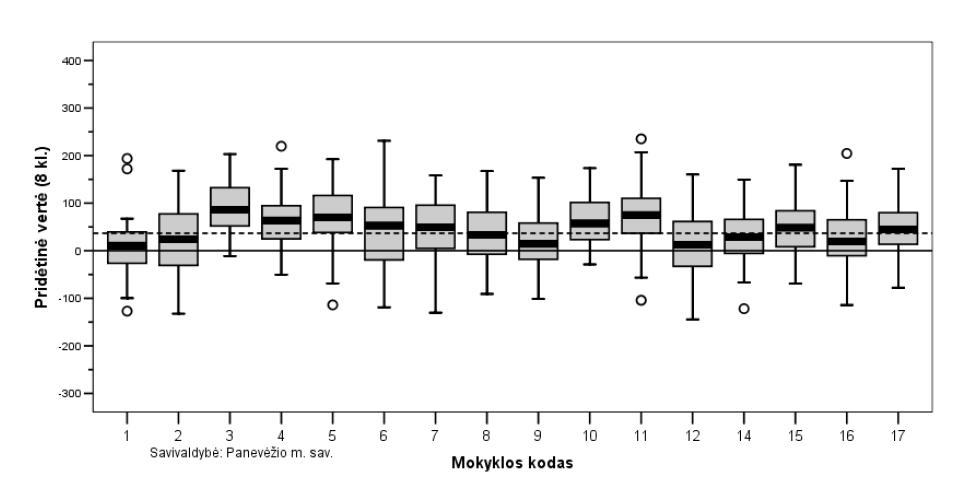 Pridėtinė vertė (8 kl.)
400
300
200
100
0
-100
-200
-300
1 2 3 4 5 6 7 8 9 10 11 12 14 15 16 17
Savivaldybė: Panevėžio m. sav.
Mokyklos kodas